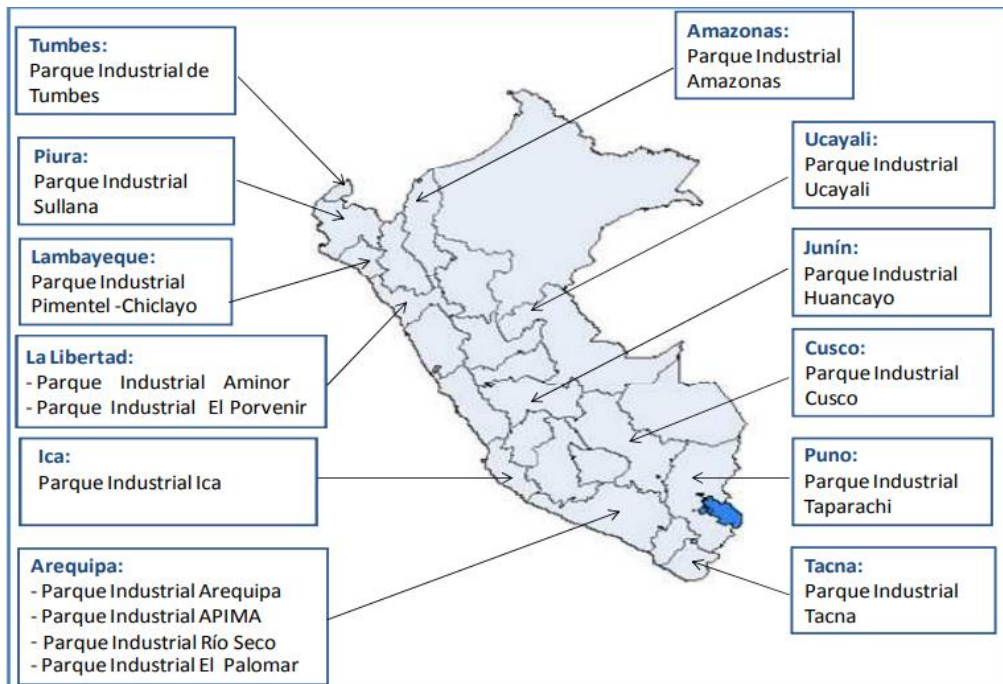 Tumbes:
Parque Industrial de
Tumbes
Piura:
Parque Industrial
Sullana
Lambayeque:
Parque Industrial
Pimentel -Chiclayo
La Libertad:
- Parque Industrial Aminor
- Parque Industrial El Porvenir
Ica:
Parque Industrial Ica
Arequipa:
- Parque Industrial Arequipa
- Parque Industrial APIMA
- Parque Industrial Río Seco
- Parque Industrial El Palomar
Amazonas:
Parque Industrial
Amazonas
Ucayali:
Parque Industrial
Ucayali
Junín:
Parque Industrial
Huancayo
Cusco:
Parque Industrial
Cusco
Puno:
Parque Industrial
Taparachi
Tacna:
Parque Industrial
Tacna